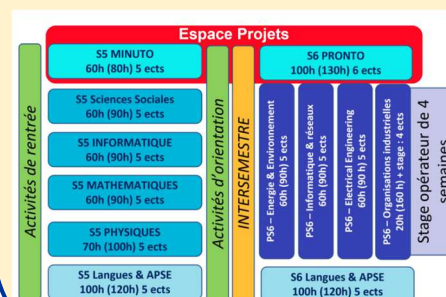 Espace Projets
Activités de rentrée
S5 MINUTO
60h (80h) 5 ects
S5 Sciences Sociales
60h (90h) 5 ects
S5 INFORMATIQUE
60h (90h) 5 ects
S5 MATHEMATIQUES
60h (90h) 5 ects
S5 PHYSIQUES
70h (100h) 5 ects
S5 Langues & APSE
100h (120h) 5 ects
Activités d'orientation
INTERSEMESTRE
S6 PRONTO
100h (130h) 6 ects
PS6 – Energie & Environnement
60h (90h) 5 ects
PS6 – Informatique & réseaux
60h (90h) 5 ects
PS6 – Electrical Engineering
60h (90 h) 5 ects
PS6 – Organisations industrielles
20h (160 h) + stage : 4 ects
Stage opérateur de 4
semaines
S6 Langues & APSE
100h (120h) 5 ects